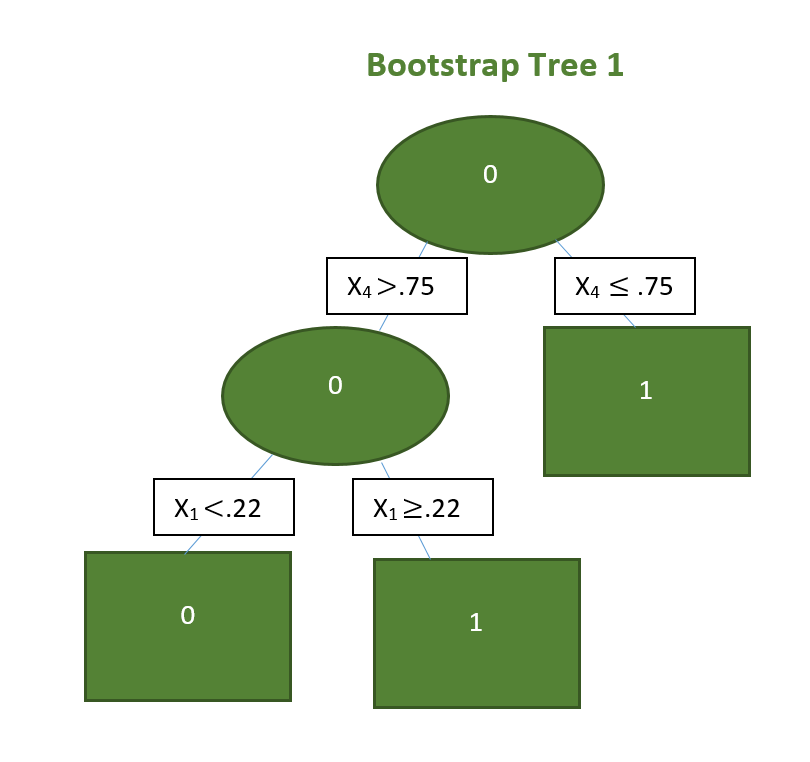 Bootstrap Tree 1
0
X₄ >.75
X₄ ≤ .75
0
1
X₁ <.22
X₁ ≥.22
0
1